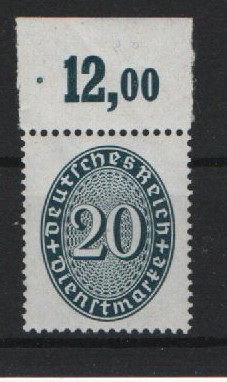 · 12,00
Deutsches Reich
20
+ Dienstmarke +